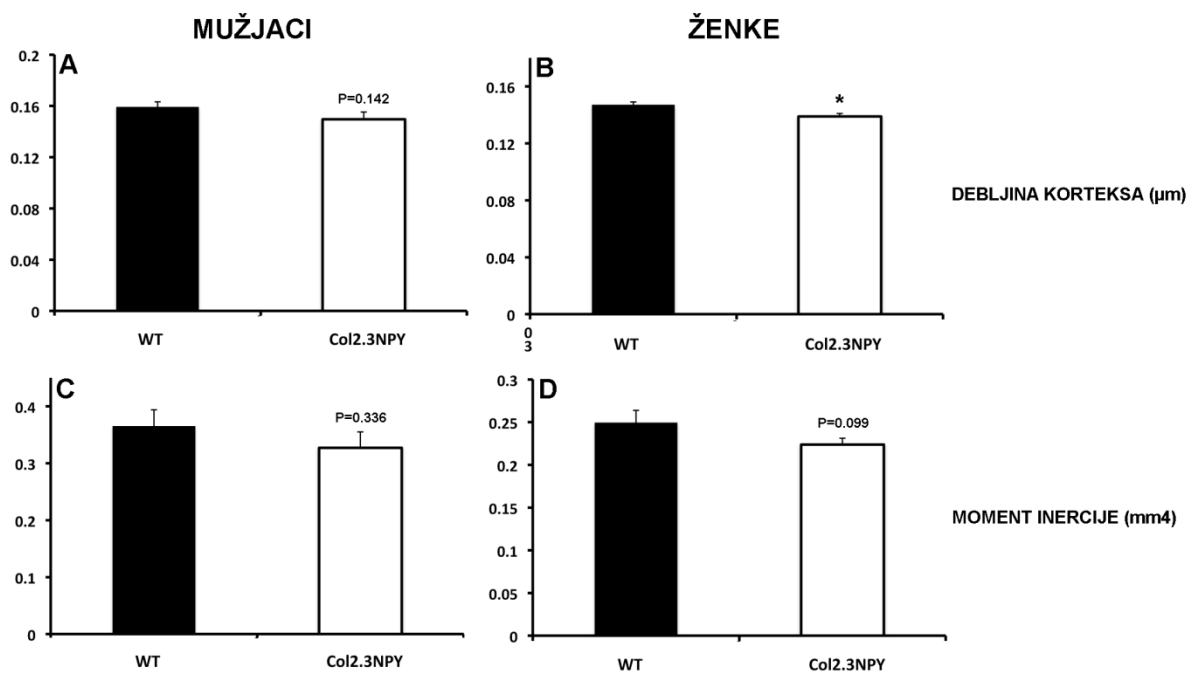 MUŽJACI
ŽENKE
A
0.2
0.16
0.12
0.08
0.04
0
P=0.142
WT
Col2.3NPY
B
0.16
0.12
0.08
0.04
0
0
3
*
WT
Col2.3NPY
DEBLJINA KORTEKSA (µm)
C
0.4
0.3
0.2
0.1
0
P=0.336
WT
Col2.3NPY
D
0.3
0.25
0.2
0.15
0.1
0.05
0
P=0.099
WT
Col2.3NPY
MOMENT INERCIJE (mm4)